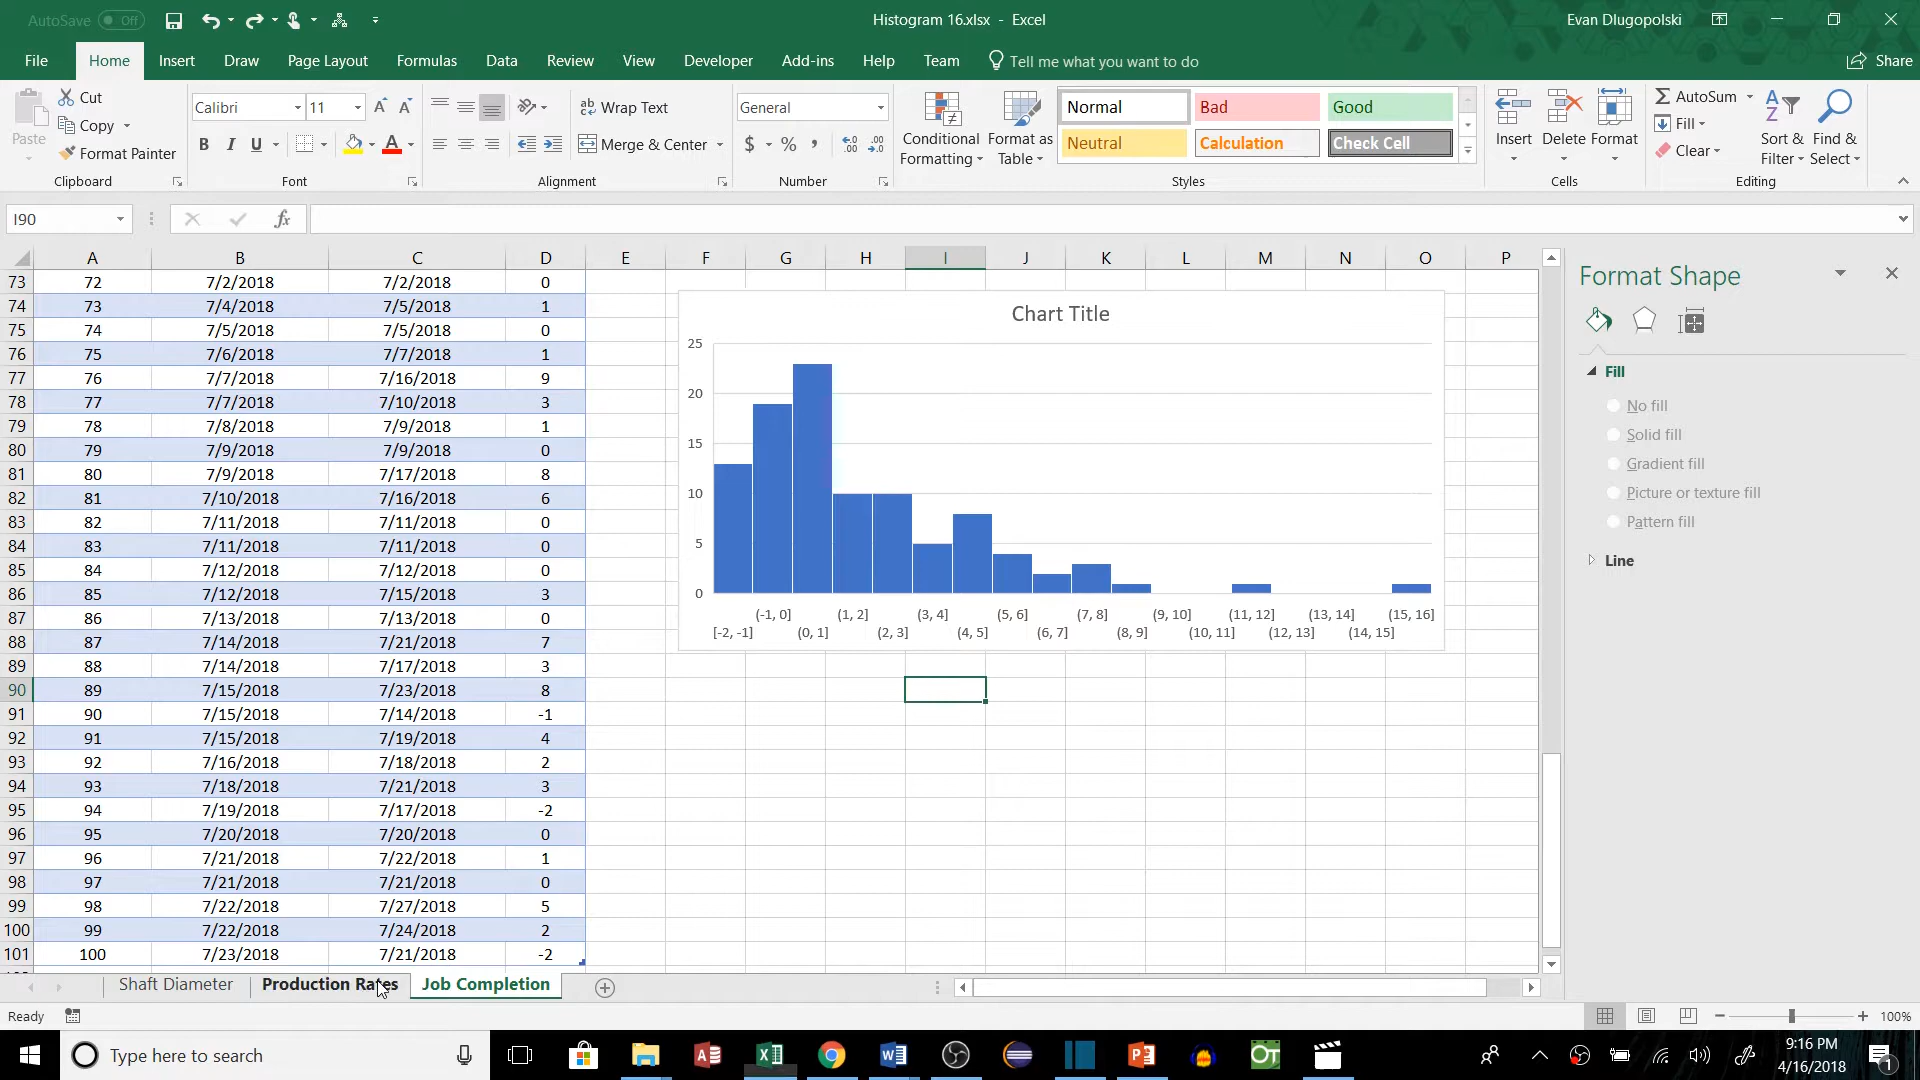 AutoSave Off
Histogram 16.xlsx - Excel
Evan Dlugopolski
File Home Insert Draw Page Layout Formulas Data Review View Developer Add-ins Help Team Tell me what you want to do Share
Paste
Cut
Copy
Format Painter
Clipboard
Calibri 11
B I U A
Font
Wrap Text
Merge & Center
Alignment
General
$ % ,
Number
Conditional Formatting
Format as Table
Normal Bad Good
Neutral Calculation Check Cell
Styles
Insert Delete Format
Cells
AutoSum
Fill
Clear
Sort & Filter
Find & Select
Editing
I90
fx
A B C D E F G H I J K L M N O P
73 72 7/2/2018 7/2/2018 0
74 73 7/4/2018 7/5/2018 1
75 74 7/5/2018 7/5/2018 0
76 75 7/6/2018 7/7/2018 1
77 76 7/7/2018 7/16/2018 9
78 77 7/7/2018 7/10/2018 3
79 78 7/8/2018 7/9/2018 1
80 79 7/9/2018 7/9/2018 0
81 80 7/9/2018 7/17/2018 8
82 81 7/10/2018 7/16/2018 6
83 82 7/11/2018 7/11/2018 0
84 83 7/11/2018 7/11/2018 0
85 84 7/12/2018 7/12/2018 0
86 85 7/12/2018 7/15/2018 3
87 86 7/13/2018 7/13/2018 0
88 87 7/14/2018 7/21/2018 7
89 88 7/14/2018 7/17/2018 3
90 89 7/15/2018 7/23/2018 8
91 90 7/15/2018 7/14/2018 -1
92 91 7/15/2018 7/19/2018 4
93 92 7/16/2018 7/18/2018 2
94 93 7/18/2018 7/21/2018 3
95 94 7/19/2018 7/17/2018 -2
96 95 7/20/2018 7/20/2018 0
97 96 7/21/2018 7/22/2018 1
98 97 7/21/2018 7/21/2018 0
99 98 7/22/2018 7/27/2018 5
100 99 7/22/2018 7/24/2018 2
101 100 7/23/2018 7/21/2018 -2
Chart Title
25
20
15
10
5
0
(-1, 0] (1, 2] (3, 4] (5, 6] (7, 8] (9, 10] (11, 12] (13, 14] (15, 16]
[-2, -1] (0, 1] (2, 3] (4, 5] (6, 7] (8, 9] (10, 11] (12, 13] (14, 15]
Format Shape
Fill
No fill
Solid fill
Gradient fill
Picture or texture fill
Pattern fill
Line
Shaft Diameter Production Rates Job Completion
Ready
100%
Type here to search
OT
9:16 PM
4/16/2018
1